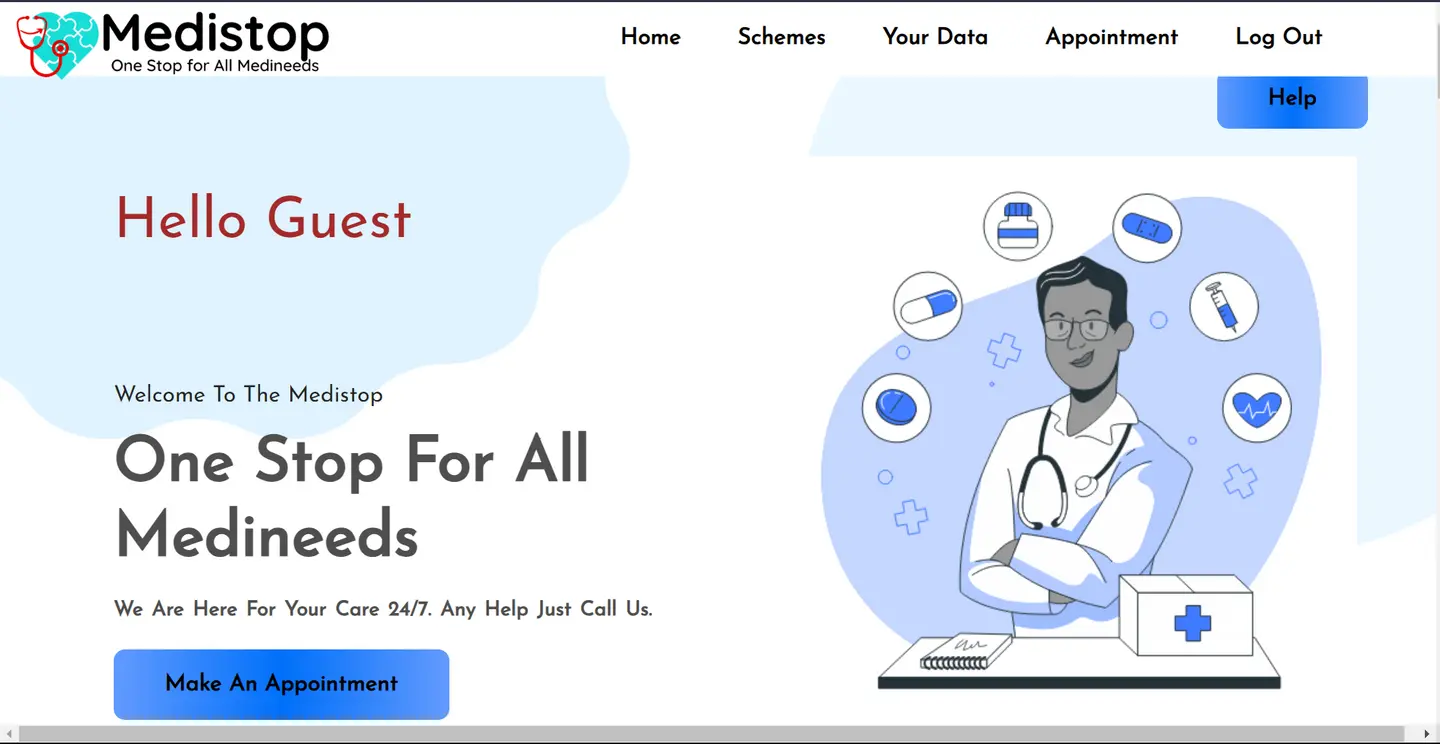 Medistop
One Stop for All Medineeds
Home Schemes Your Data Appointment Log Out
Help
Hello Guest
Welcome To The Medistop
One Stop For All
Medineeds
We Are Here For Your Care 24/7. Any Help Just Call Us.
Make An Appointment